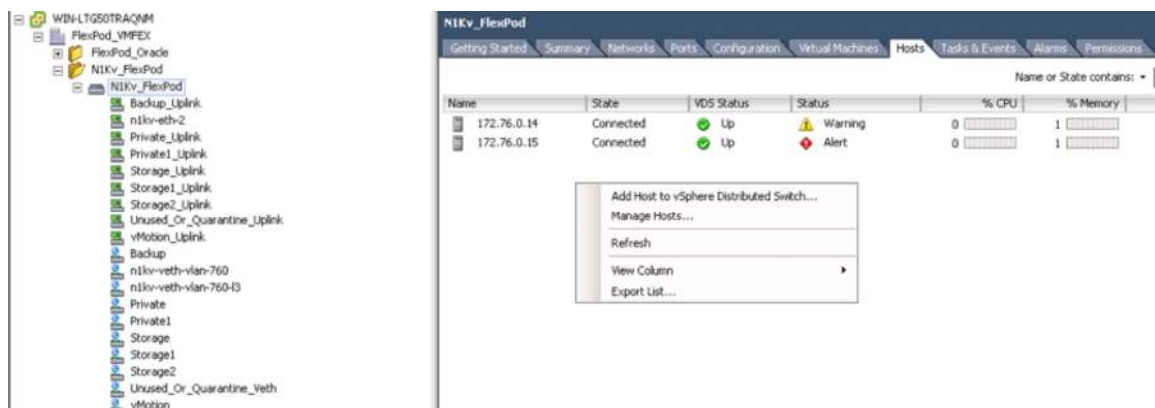 WIN-LTG50TRAQNM
FlexPod_VMFEX
FlexPod_Oracle
N1Kv_FlexPod
N1Kv_FlexPod
Backup_Uplink
n1kv-eth-2
Private_Uplink
Private1_Uplink
Storage_Uplink
Storage1_Uplink
Storage2_Uplink
Unused_Or_Quarantine_Uplink
vMotion_Uplink
Backup
n1kv-veth-vlan-760
n1kv-veth-vlan-760-l3
Private
Private1
Storage
Storage1
Storage2
Unused_Or_Quarantine_Veth
vMotion
N1Kv_FlexPod
Getting Started Summary Networks Ports Configuration Virtual Machines Hosts Tasks & Events Alarms Permissions
Name or State contains:
Name State VDS Status Status % CPU % Memory
172.76.0.14 Connected Up Warning 0 1
172.76.0.15 Connected Up Alert 0 1
Add Host to vSphere Distributed Switch...
Manage Hosts...
Refresh
View Column
Export List...